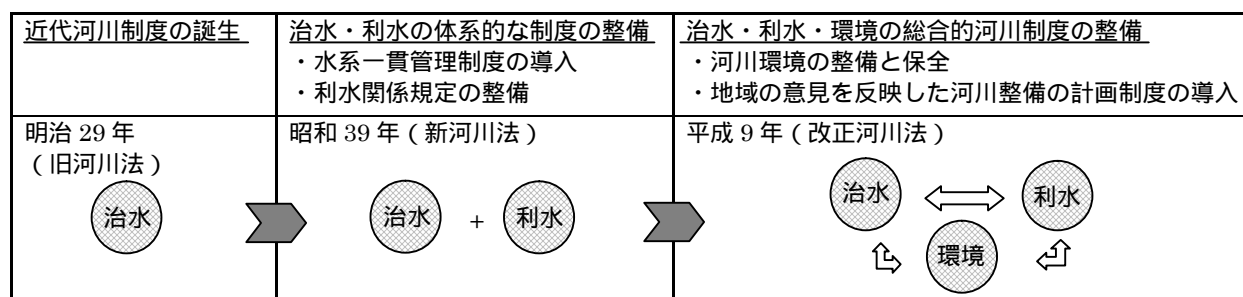 近代河川制度の誕生
治水・利水の体系的な制度の整備
・水系一貫管理制度の導入
・利水関係規定の整備
治水・利水・環境の総合的河川制度の整備
・河川環境の整備と保全
・地域の意見を反映した河川整備の計画制度の導入
明治 29 年
(旧河川法)
治水
昭和 39 年(新河川法)
治水 + 利水
平成 9 年(改正河川法)
治水 利水
環境